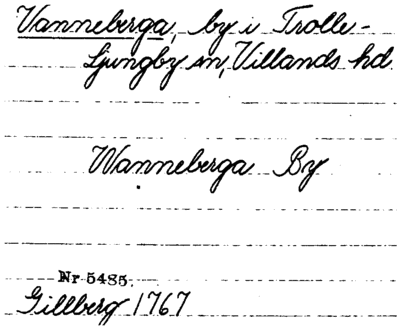 Vanneberga, by i Trolle-
Ljungby sn, Villands hd.
Wanneberga By
Nr 5485.
Gillberg 1767